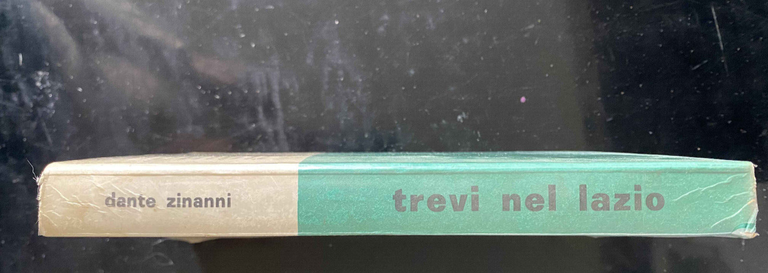 dante zinanni
trevi nel lazio